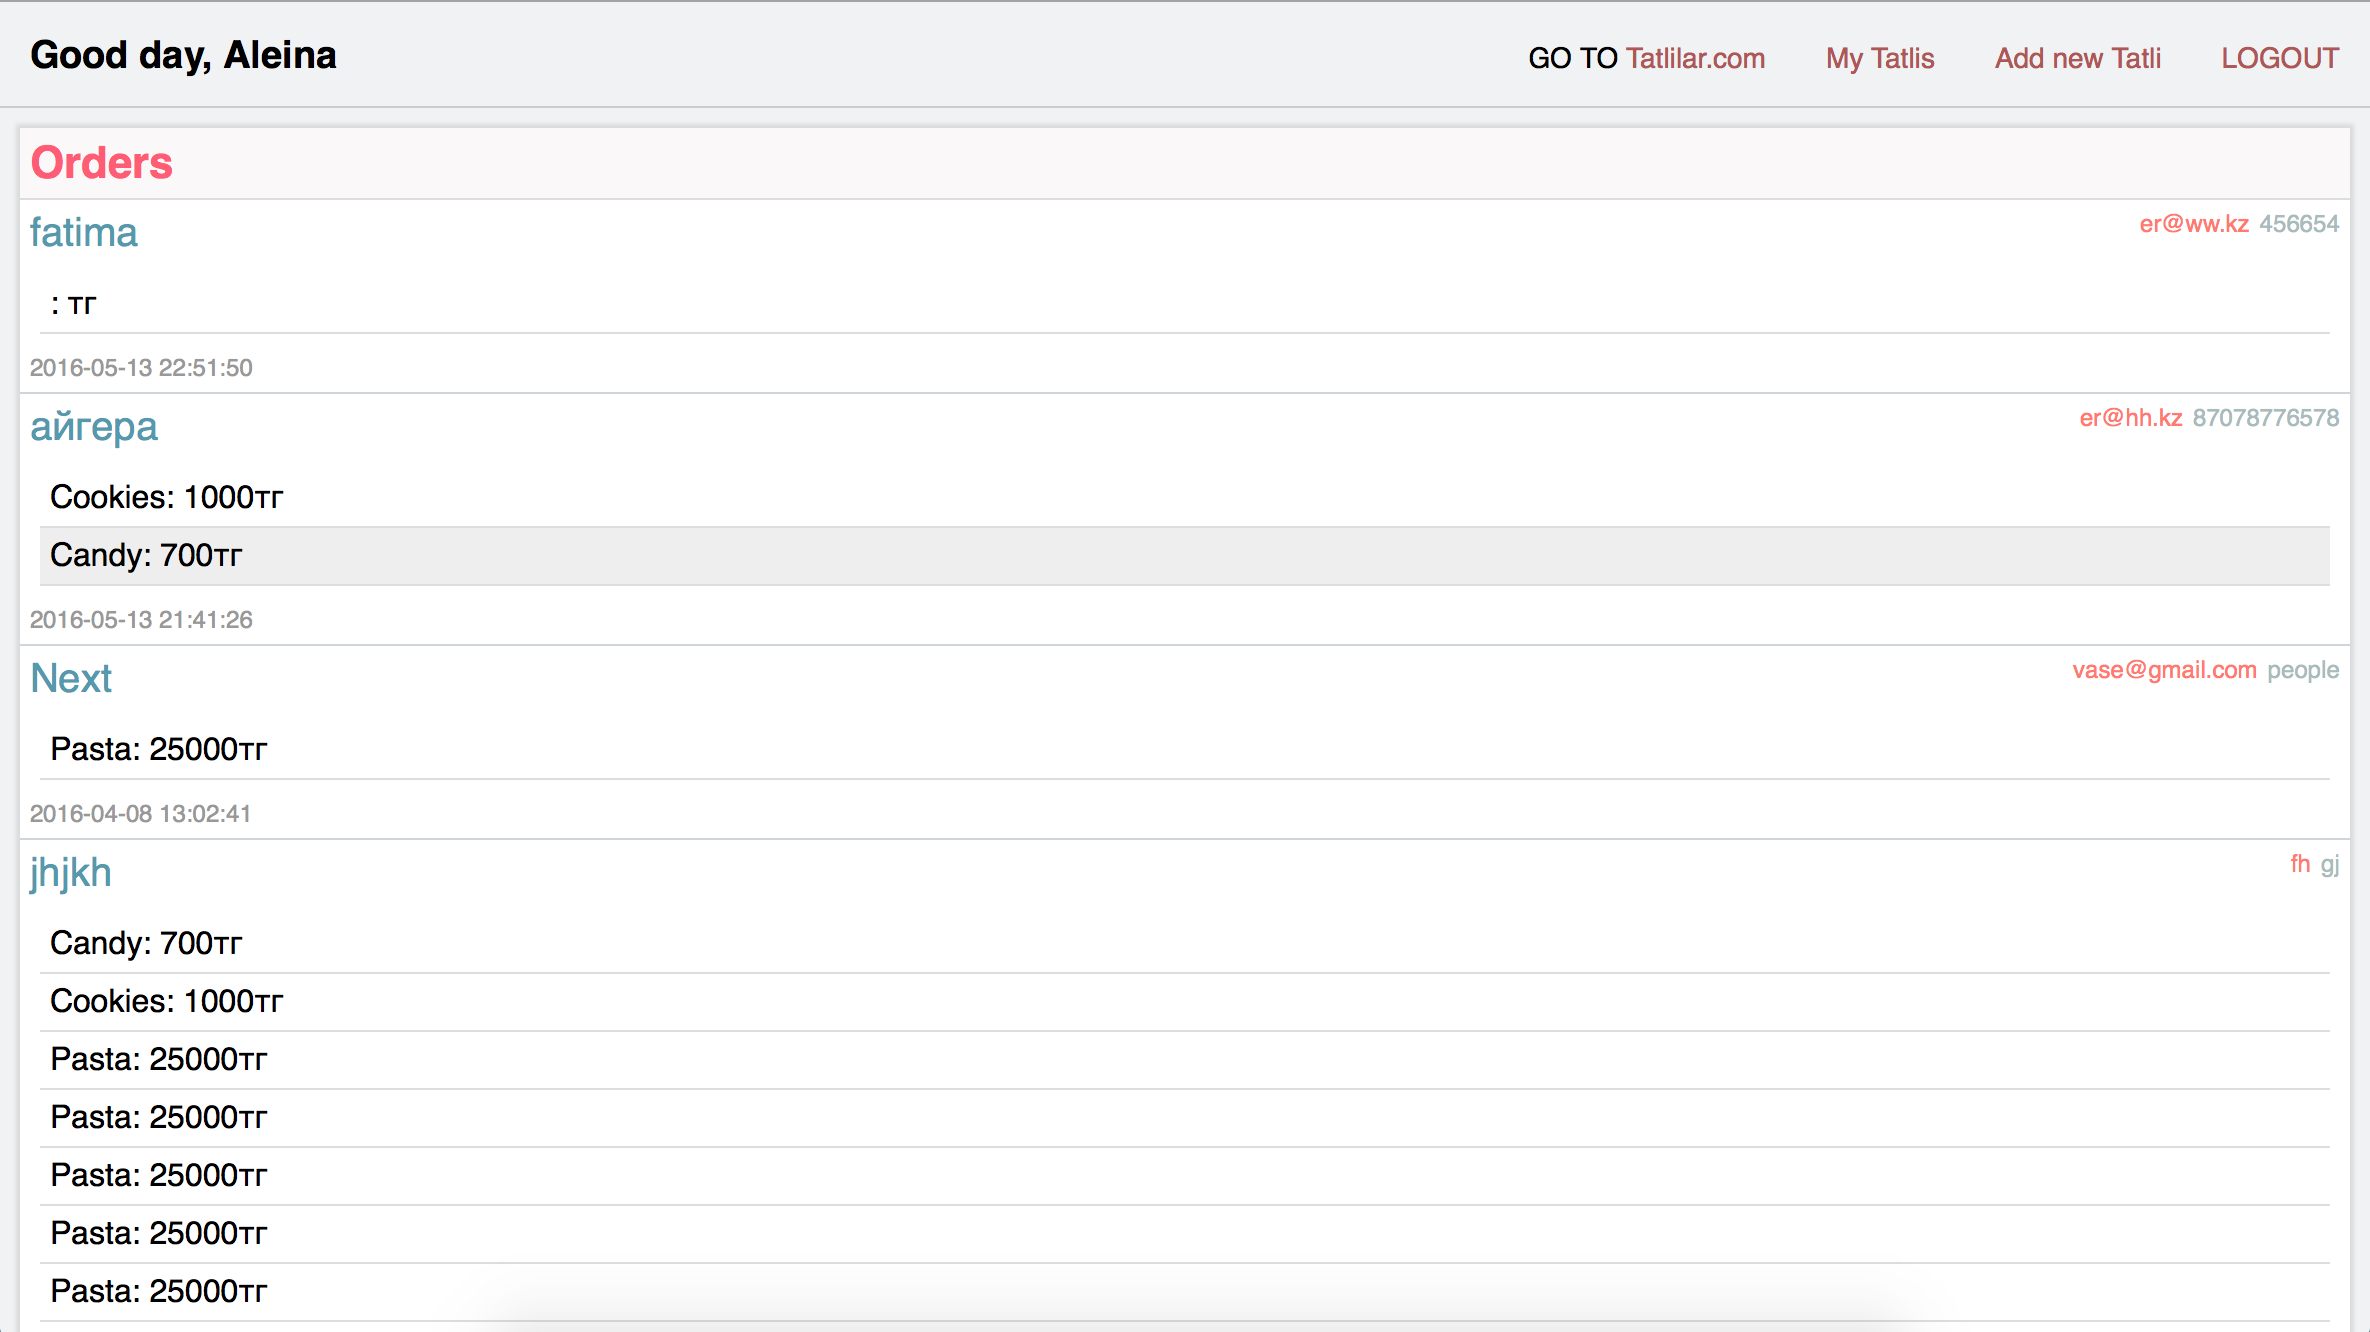 Good day, Aleina
GO TO Tatlilar.com My Tatlis Add new Tatli LOGOUT
Orders
fatima er@ww.kz 456654
: тг
2016-05-13 22:51:50
айгера er@hh.kz 87078776578
Cookies: 1000тг
Candy: 700тг
2016-05-13 21:41:26
Next vase@gmail.com people
Pasta: 25000тг
2016-04-08 13:02:41
jhjkh fh gj
Candy: 700тг
Cookies: 1000тг
Pasta: 25000тг
Pasta: 25000тг
Pasta: 25000тг
Pasta: 25000тг
Pasta: 25000тг